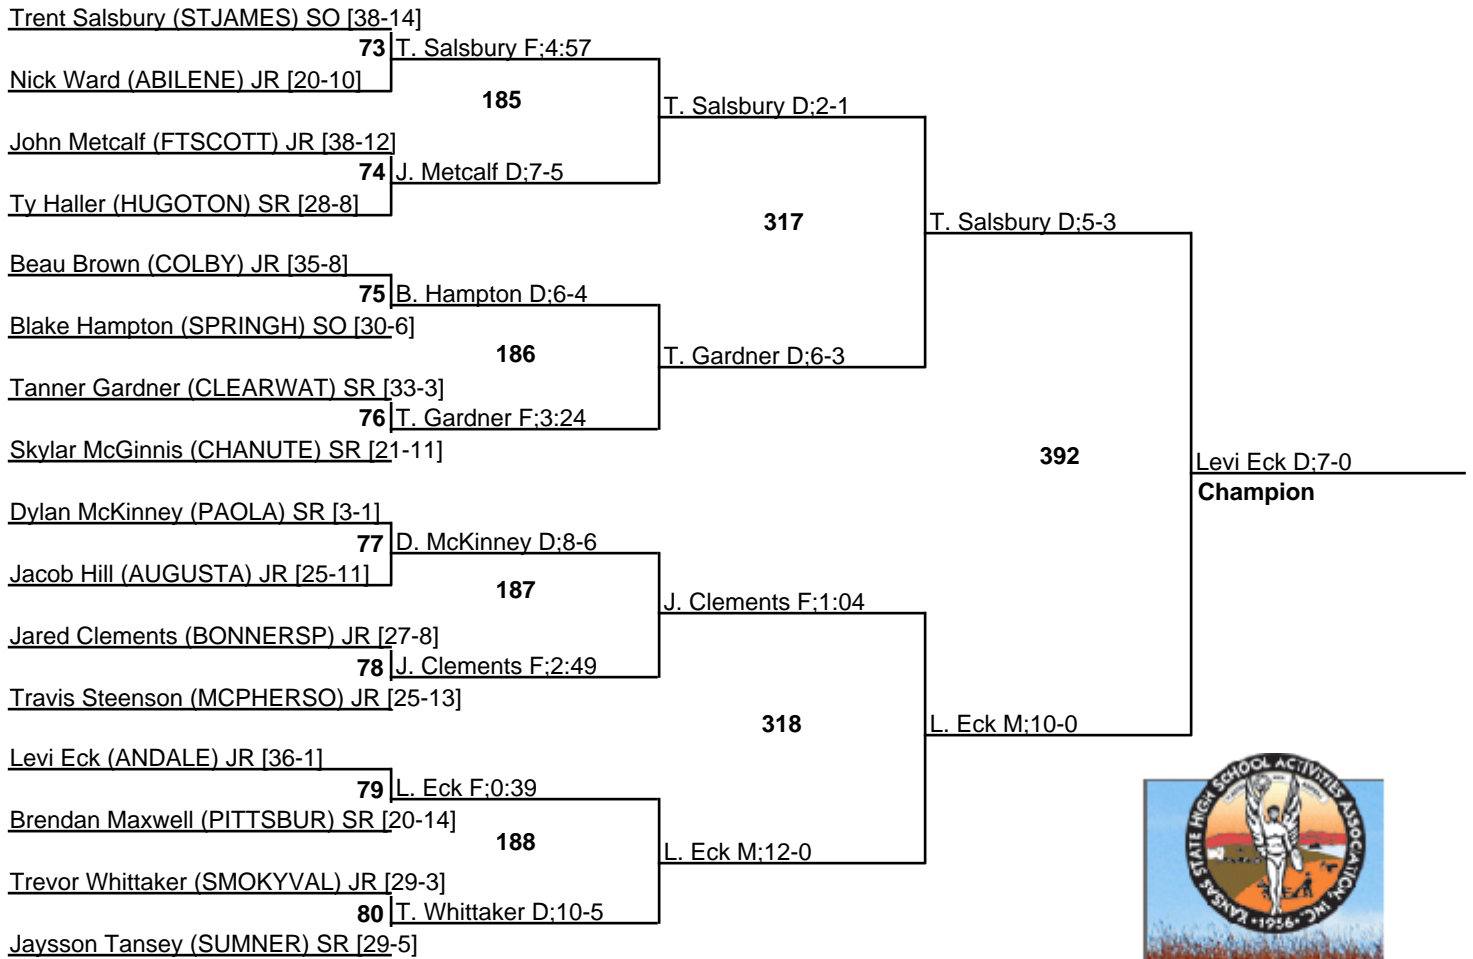 Trent Salsbury (STJAMES) SO [38-14]
73 T. Salsbury F;4:57
Nick Ward (ABILENE) JR [20-10]
185
T. Salsbury D;2-1
John Metcalf (FTSCOTT) JR [38-12]
74 J. Metcalf D;7-5
Ty Haller (HUGOTON) SR [28-8]
317
T. Salsbury D;5-3
Beau Brown (COLBY) JR [35-8]
75 B. Hampton D;6-4
Blake Hampton (SPRINGH) SO [30-6]
186
T. Gardner D;6-3
Tanner Gardner (CLEARWAT) SR [33-3]
76 T. Gardner F;3:24
Skylar McGinnis (CHANUTE) SR [21-11]
392
Levi Eck D;7-0
Champion
Dylan McKinney (PAOLA) SR [3-1]
77 D. McKinney D;8-6
Jacob Hill (AUGUSTA) JR [25-11]
187
J. Clements F;1:04
Jared Clements (BONNERSP) JR [27-8]
78 J. Clements F;2:49
Travis Steenson (MCPHERSO) JR [25-13]
318
L. Eck M;10-0
Levi Eck (ANDALE) JR [36-1]
79 L. Eck F;0:39
Brendan Maxwell (PITTSBUR) SR [20-14]
188
L. Eck M;12-0
Trevor Whittaker (SMOKYVAL) JR [29-3]
80 T. Whittaker D;10-5
Jaysson Tansey (SUMNER) SR [29-5]
KANSAS STATE HIGH SCHOOL ACTIVITIES ASSOCIATION, INC.
•1956•